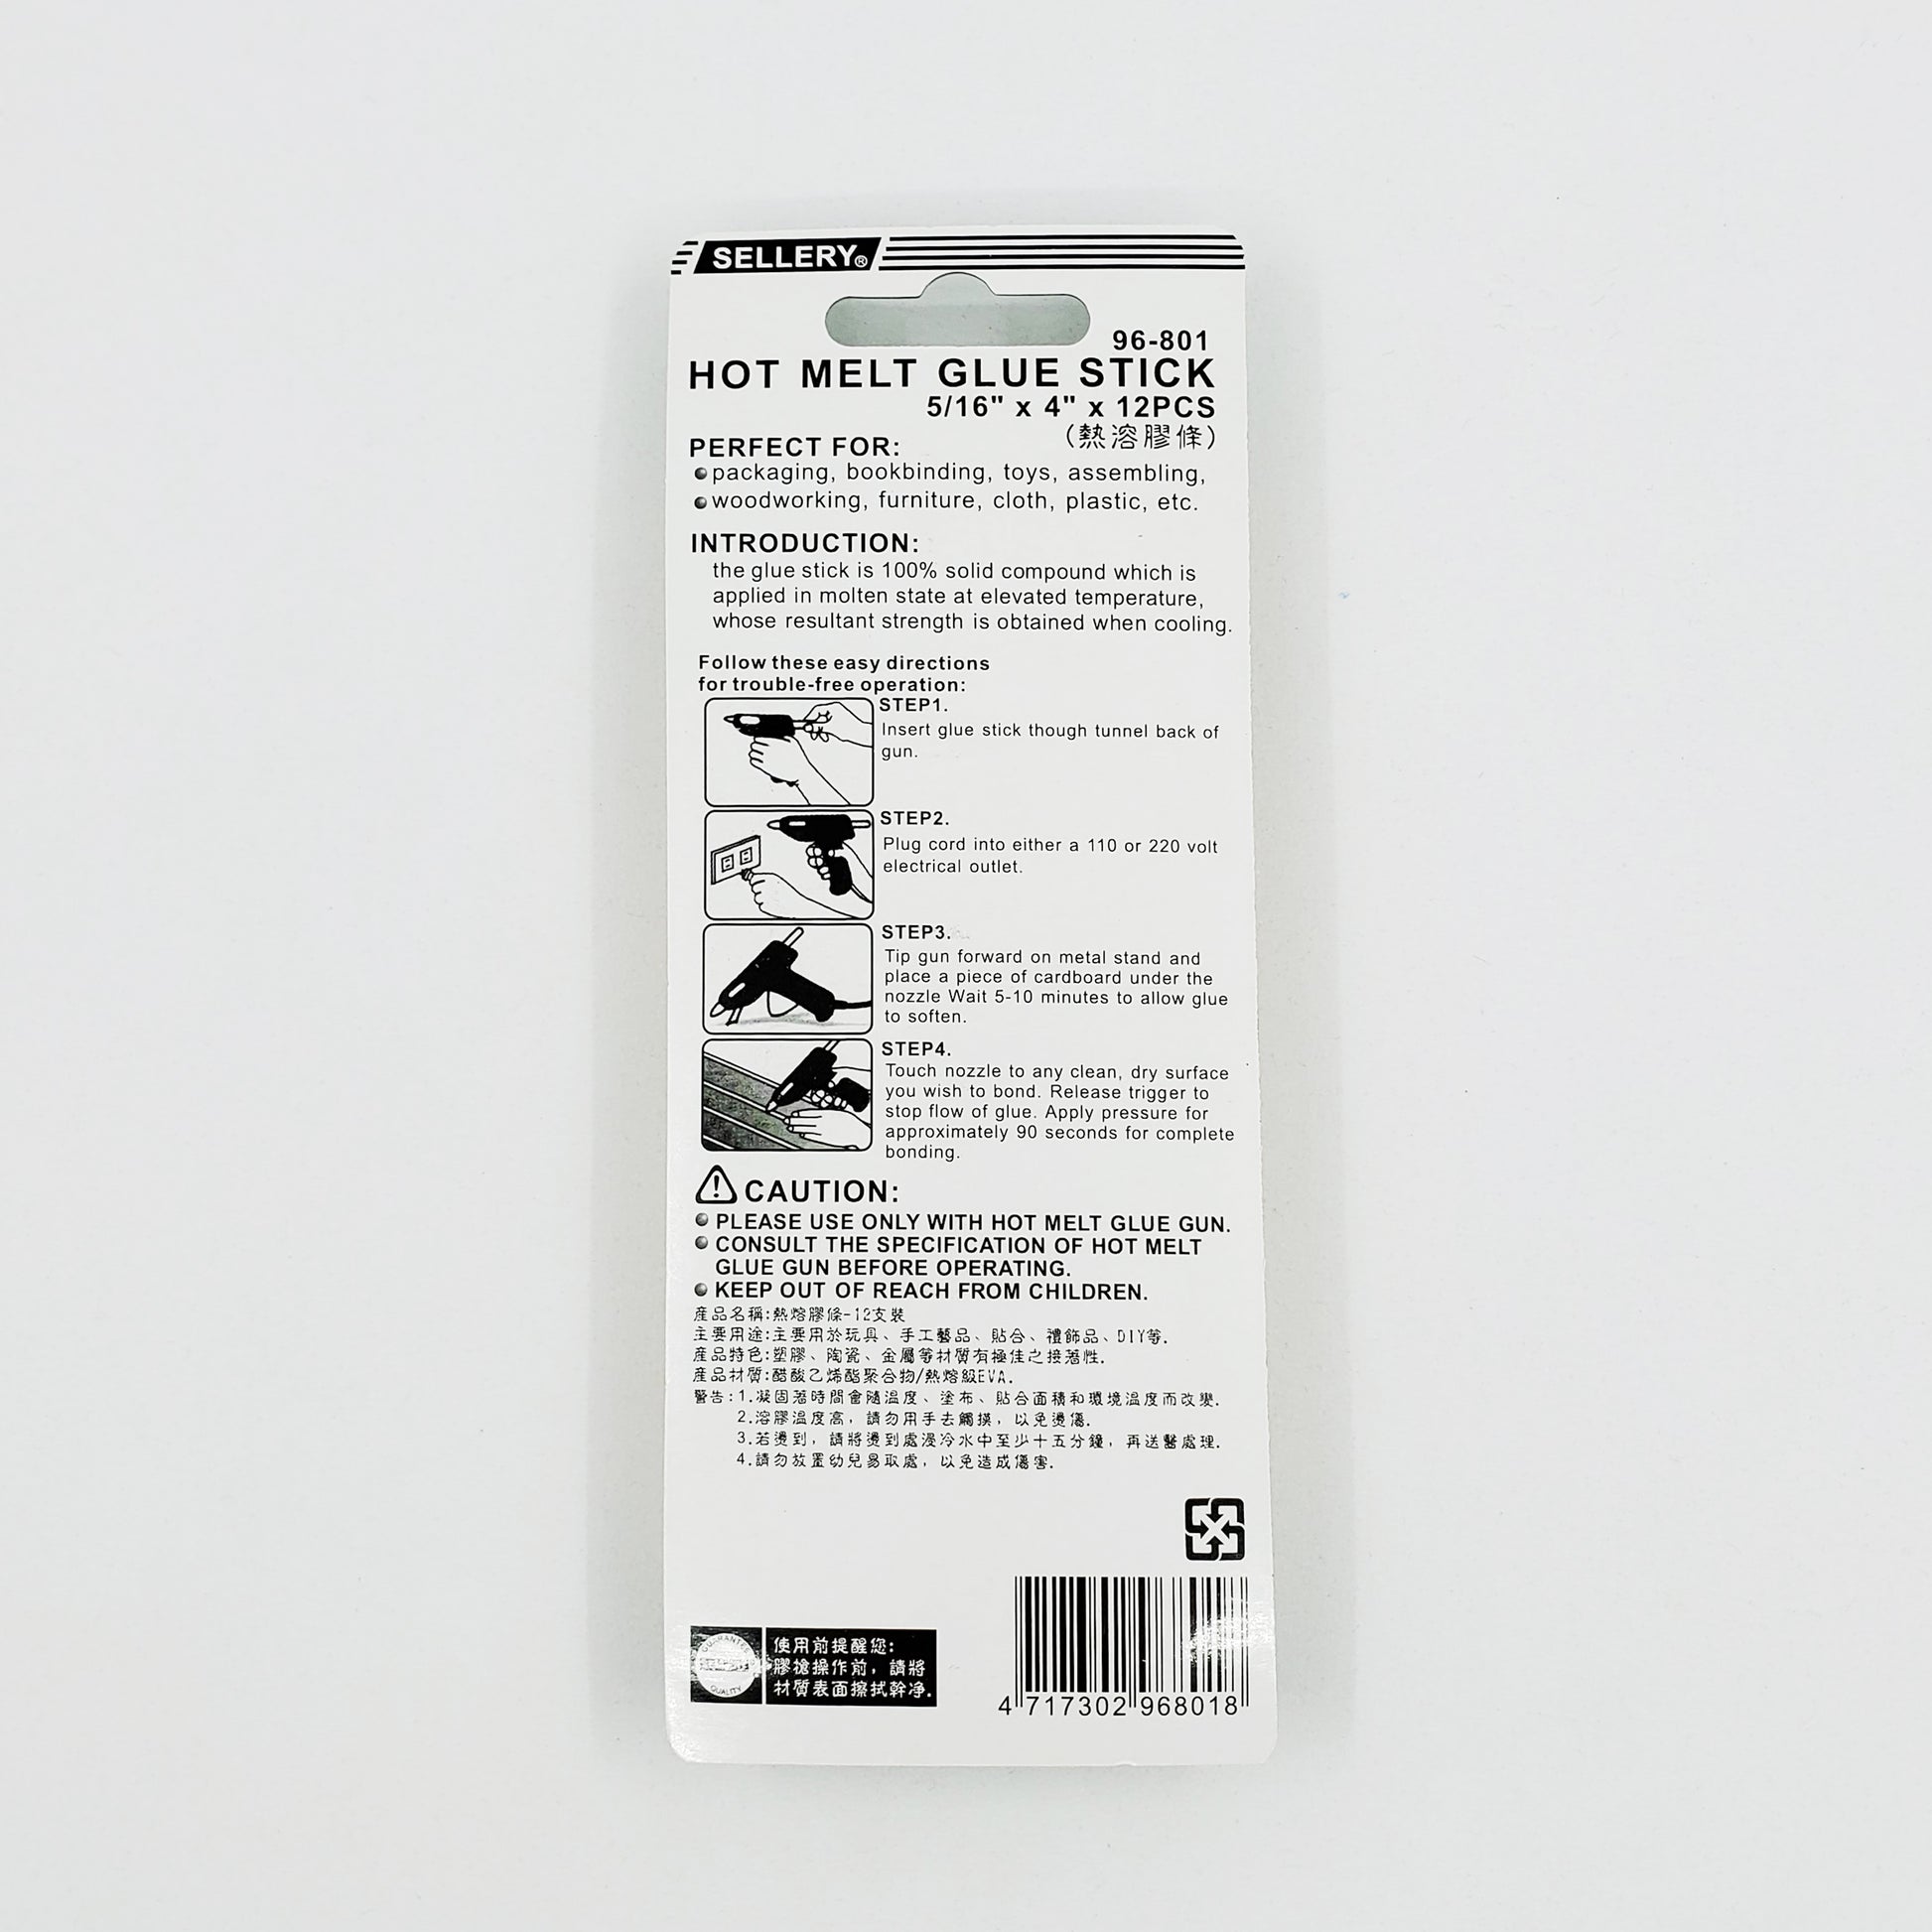 SELLERY®
96-801
HOT MELT GLUE STICK
5/16" x 4" x 12PCS
(熱溶膠條)
PERFECT FOR:
packaging, bookbinding, toys, assembling,
woodworking, furniture, cloth, plastic, etc.
INTRODUCTION:
the glue stick is 100% solid compound which is
applied in molten state at elevated temperature,
whose resultant strength is obtained when cooling.
Follow these easy directions
for trouble-free operation:
STEP1.
Insert glue stick though tunnel back of
gun.
STEP2.
Plug cord into either a 110 or 220 volt
electrical outlet.
STEP3.
Tip gun forward on metal stand and
place a piece of cardboard under the
nozzle Wait 5-10 minutes to allow glue
to soften.
STEP4.
Touch nozzle to any clean, dry surface
you wish to bond. Release trigger to
stop flow of glue. Apply pressure for
approximately 90 seconds for complete
bonding.
CAUTION:
PLEASE USE ONLY WITH HOT MELT GLUE GUN.
CONSULT THE SPECIFICATION OF HOT MELT
GLUE GUN BEFORE OPERATING.
KEEP OUT OF REACH FROM CHILDREN.
產品名稱:熱熔膠條-12支裝
主要用途:主要用於玩具、手工藝品、貼合、禮飾品、DIY等.
產品特色:塑膠、陶瓷、金屬等材質有極佳之接著性.
產品材質:醋酸乙烯酯聚合物/熱熔級EVA.
警告:1.凝固著時間會隨溫度、塗布、貼合面積和環境溫度而改變.
2.溶膠溫度高，請勿用手去觸摸，以免燙傷.
3.若燙到，請將燙到處浸冷水中至少十五分鐘，再送醫處理.
4.請勿放置幼兒易取處，以免造成傷害.
GUARANTEE
QUALITY
使用前提醒您:
膠槍操作前，請將
材質表面擦拭幹净.
4 717302 968018